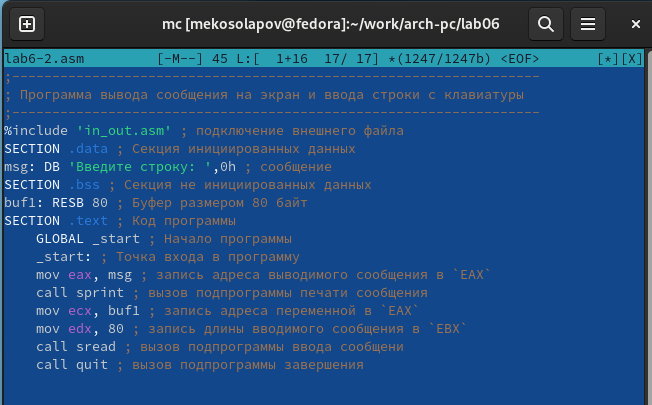 mc [mekosolapov@fedora]:~/work/arch-pc/lab06
lab6-2.asm [-M--] 45 L:[ 1+16 17/ 17] *(1247/1247b) <EOF> [*][X]
;------------------------------------------------------------------
; Программа вывода сообщения на экран и ввода строки с клавиатуры
;------------------------------------------------------------------
%include 'in_out.asm' ; подключение внешнего файла
SECTION .data ; Секция инициированных данных
msg: DB 'Введите строку: ',0h ; сообщение
SECTION .bss ; Секция не инициированных данных
buf1: RESB 80 ; Буфер размером 80 байт
SECTION .text ; Код программы
GLOBAL _start ; Начало программы
_start: ; Точка входа в программу
mov eax, msg ; запись адреса выводимого сообщения в `EAX`
call sprint ; вызов подпрограммы печати сообщения
mov ecx, buf1 ; запись адреса переменной в `EAX`
mov edx, 80 ; запись длины вводимого сообщения в `EBX`
call sread ; вызов подпрограммы ввода сообщени
call quit ; вызов подпрограммы завершения